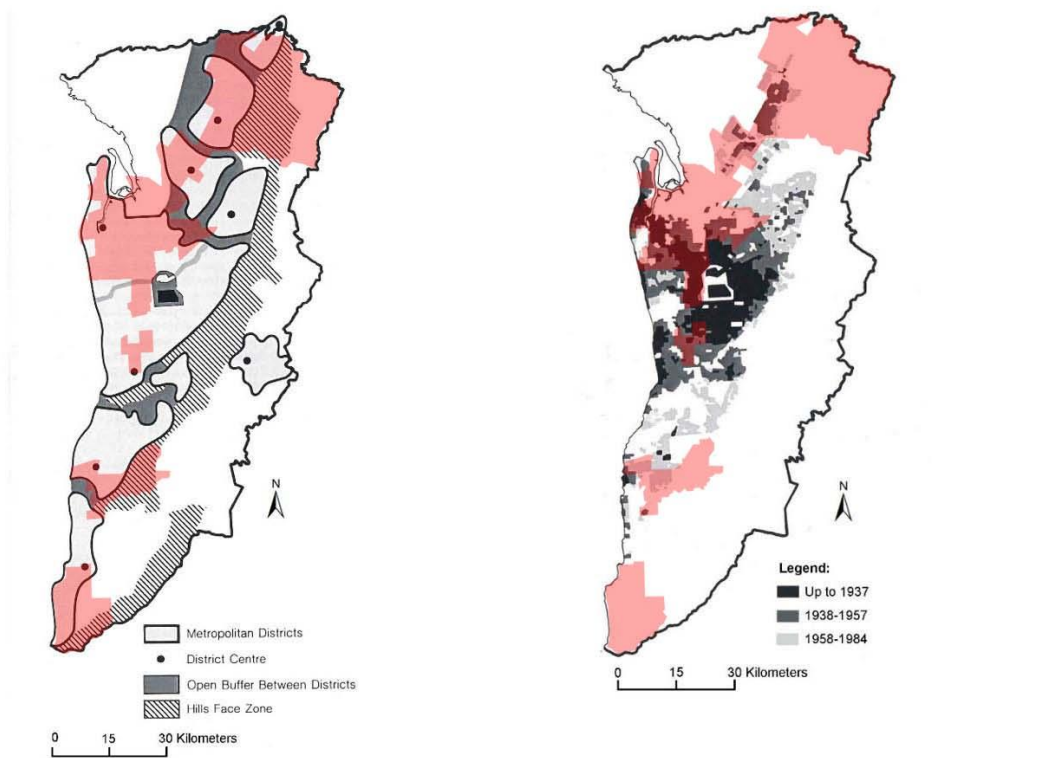 N
Metropolitan Districts
District Centre
Open Buffer Between Districts
Hills Face Zone
0 15 30 Kilometers
N
Legend:
Up to 1937
1938-1957
1958-1984
0 15 30 Kilometers